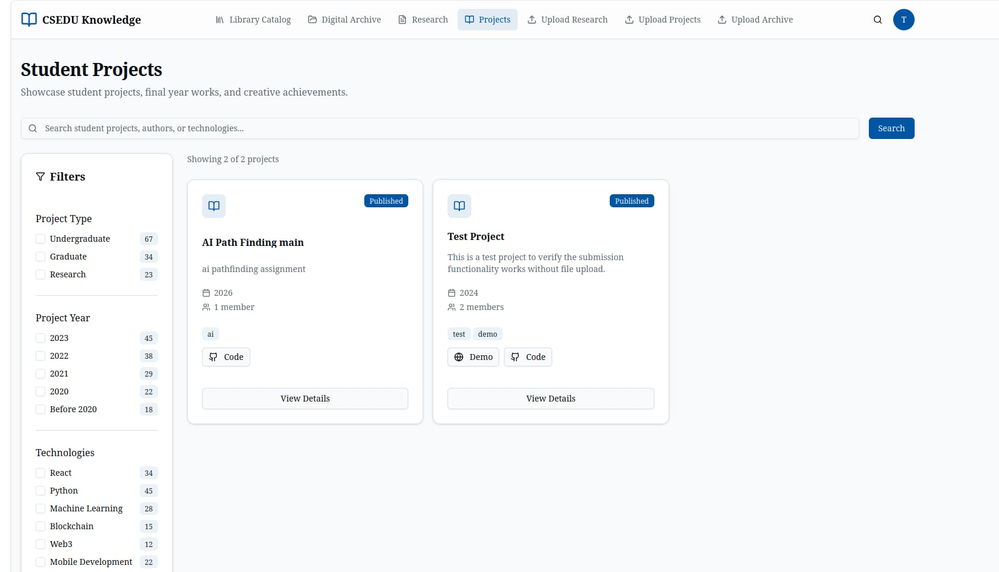 CSEDU Knowledge
Library Catalog
Digital Archive
Research
Projects
Upload Research
Upload Projects
Upload Archive
T
Student Projects
Showcase student projects, final year works, and creative achievements.
Search student projects, authors, or technologies...
Search
Filters
Project Type
Undergraduate 67
Graduate 34
Research 23
Project Year
2023 45
2022 38
2021 29
2020 22
Before 2020 18
Technologies
React 34
Python 45
Machine Learning 28
Blockchain 15
Web3 12
Mobile Development 22
Showing 2 of 2 projects
Published
AI Path Finding main
ai pathfinding assignment
2026
1 member
ai
Code
View Details
Published
Test Project
This is a test project to verify the submission
functionality works without file upload.
2024
2 members
test demo
Demo Code
View Details